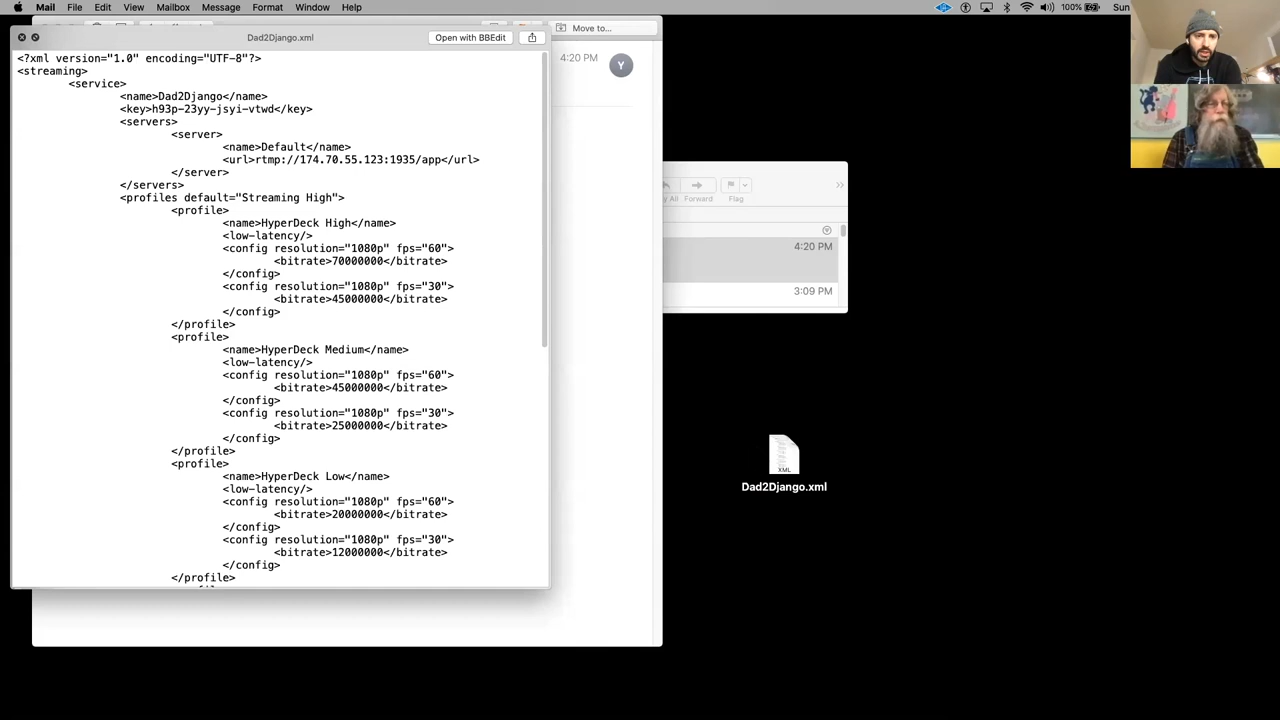 Mail File Edit View Mailbox Message Format Window Help 100% Sun
Dad2Django.xml Open with BBEdit
Move to...
4:20 PM Y
<?xml version="1.0" encoding="UTF-8"?>
<streaming>
<service>
<name>Dad2Django</name>
<key>h93p-23yy-jsyi-vtwd</key>
<servers>
<server>
<name>Default</name>
<url>rtmp://174.70.55.123:1935/app</url>
</server>
</servers>
<profiles default="Streaming High">
<profile>
<name>HyperDeck High</name>
<low-latency/>
<config resolution="1080p" fps="60">
<bitrate>70000000</bitrate>
</config>
<config resolution="1080p" fps="30">
<bitrate>45000000</bitrate>
</config>
</profile>
<profile>
<name>HyperDeck Medium</name>
<low-latency/>
<config resolution="1080p" fps="60">
<bitrate>45000000</bitrate>
</config>
<config resolution="1080p" fps="30">
<bitrate>25000000</bitrate>
</config>
</profile>
<profile>
<name>HyperDeck Low</name>
<low-latency/>
<config resolution="1080p" fps="60">
<bitrate>20000000</bitrate>
</config>
<config resolution="1080p" fps="30">
<bitrate>12000000</bitrate>
</config>
</profile>
All Forward Flag
4:20 PM
3:09 PM
XML
Dad2Django.xml